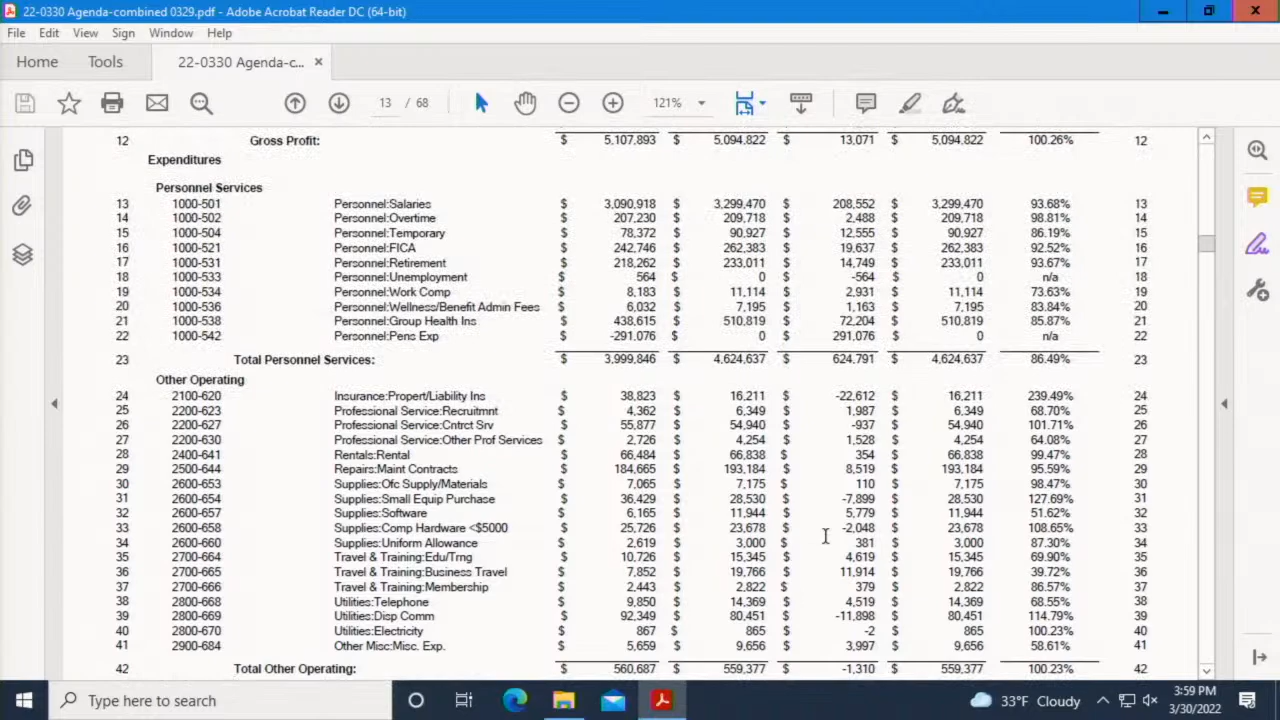 22-0330 Agenda-combined 0329.pdf - Adobe Acrobat Reader DC (64-bit)
File Edit View Sign Window Help
Home Tools 22-0330 Agenda-c... ×
13 / 68 121%
12 Gross Profit: $ 5,107,893 $ 5,094,822 $ 13,071 $ 5,094,822 100.26% 12
Expenditures
Personnel Services
13 1000-501 Personnel:Salaries $ 3,090,918 $ 3,299,470 $ 208,552 $ 3,299,470 93.68% 13
14 1000-502 Personnel:Overtime $ 207,230 $ 209,718 $ 2,488 $ 209,718 98.81% 14
15 1000-504 Personnel:Temporary $ 78,372 $ 90,927 $ 12,555 $ 90,927 86.19% 15
16 1000-521 Personnel:FICA $ 242,746 $ 262,383 $ 19,637 $ 262,383 92.52% 16
17 1000-531 Personnel:Retirement $ 218,262 $ 233,011 $ 14,749 $ 233,011 93.67% 17
18 1000-533 Personnel:Unemployment $ 564 $ 0 $ -564 $ 0 n/a 18
19 1000-534 Personnel:Work Comp $ 8,183 $ 11,114 $ 2,931 $ 11,114 73.63% 19
20 1000-536 Personnel:Wellness/Benefit Admin Fees $ 6,032 $ 7,195 $ 1,163 $ 7,195 83.84% 20
21 1000-538 Personnel:Group Health Ins $ 438,615 $ 510,819 $ 72,204 $ 510,819 85.87% 21
22 1000-542 Personnel:Pens Exp $ -291,076 $ 0 $ 291,076 $ 0 n/a 22
23 Total Personnel Services: $ 3,999,846 $ 4,624,637 $ 624,791 $ 4,624,637 86.49% 23
Other Operating
24 2100-620 Insurance:Propert/Liability Ins $ 38,823 $ 16,211 $ -22,612 $ 16,211 239.49% 24
25 2200-623 Professional Service:Recruitmnt $ 4,362 $ 6,349 $ 1,987 $ 6,349 68.70% 25
26 2200-627 Professional Service:Cntrct Srv $ 55,877 $ 54,940 $ -937 $ 54,940 101.71% 26
27 2200-630 Professional Service:Other Prof Services $ 2,726 $ 4,254 $ 1,528 $ 4,254 64.08% 27
28 2400-641 Rentals:Rental $ 66,484 $ 66,838 $ 354 $ 66,838 99.47% 28
29 2500-644 Repairs:Maint Contracts $ 184,665 $ 193,184 $ 8,519 $ 193,184 95.59% 29
30 2600-653 Supplies:Ofc Supply/Materials $ 7,065 $ 7,175 $ 110 $ 7,175 98.47% 30
31 2600-654 Supplies:Small Equip Purchase $ 36,429 $ 28,530 $ -7,899 $ 28,530 127.69% 31
32 2600-657 Supplies:Software $ 6,165 $ 11,944 $ 5,779 $ 11,944 51.62% 32
33 2600-658 Supplies:Comp Hardware <$5000 $ 25,726 $ 23,678 $ -2,048 $ 23,678 108.65% 33
34 2600-660 Supplies:Uniform Allowance $ 2,619 $ 3,000 $ 381 $ 3,000 87.30% 34
35 2700-664 Travel & Training:Edu/Trng $ 10,726 $ 15,345 $ 4,619 $ 15,345 69.90% 35
36 2700-665 Travel & Training:Business Travel $ 7,852 $ 19,766 $ 11,914 $ 19,766 39.72% 36
37 2700-666 Travel & Training:Membership $ 2,443 $ 2,822 $ 379 $ 2,822 86.57% 37
38 2800-668 Utilities:Telephone $ 9,850 $ 14,369 $ 4,519 $ 14,369 68.55% 38
39 2800-669 Utilities:Disp Comm $ 92,349 $ 80,451 $ -11,898 $ 80,451 114.79% 39
40 2800-670 Utilities:Electricity $ 867 $ 865 $ -2 $ 865 100.23% 40
41 2900-684 Other Misc:Misc. Exp. $ 5,659 $ 9,656 $ 3,997 $ 9,656 58.61% 41
42 Total Other Operating: $ 560,687 $ 559,377 $ -1,310 $ 559,377 100.23% 42
Type here to search 33°F Cloudy 3:59 PM
3/30/2022